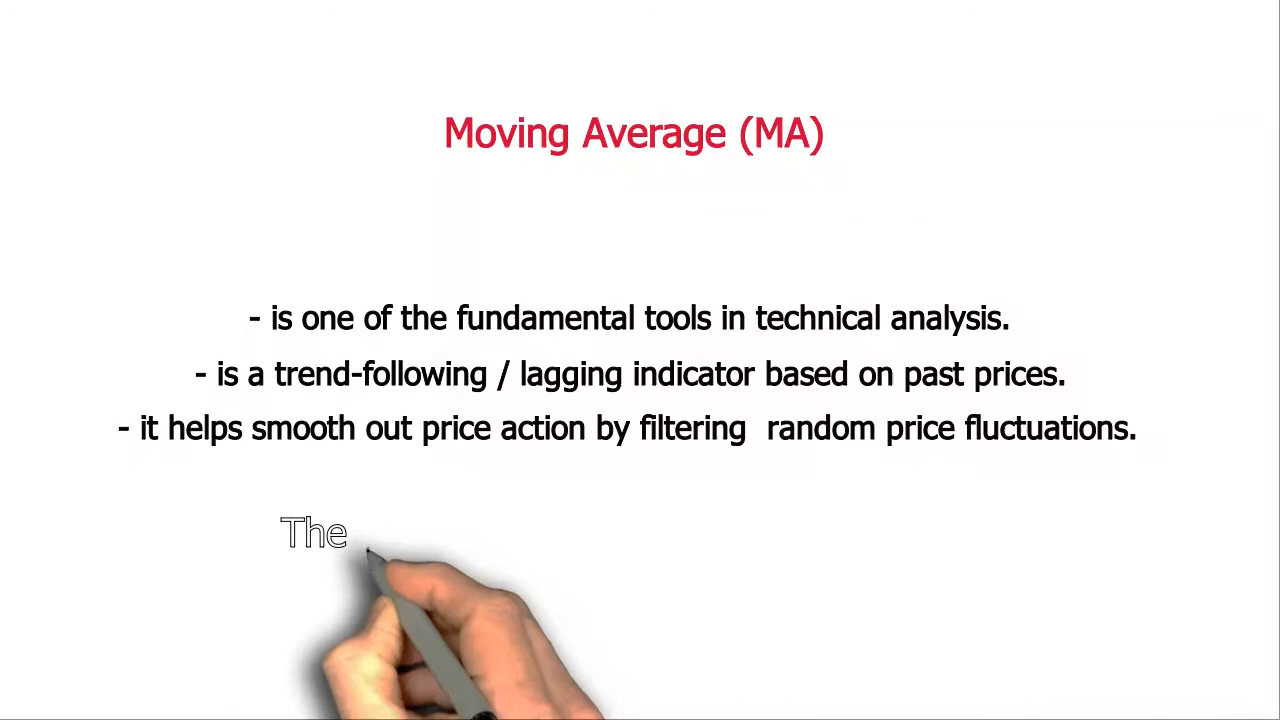 Moving Average (MA)
- is one of the fundamental tools in technical analysis.
- is a trend-following / lagging indicator based on past prices.
- it helps smooth out price action by filtering  random price fluctuations.
The